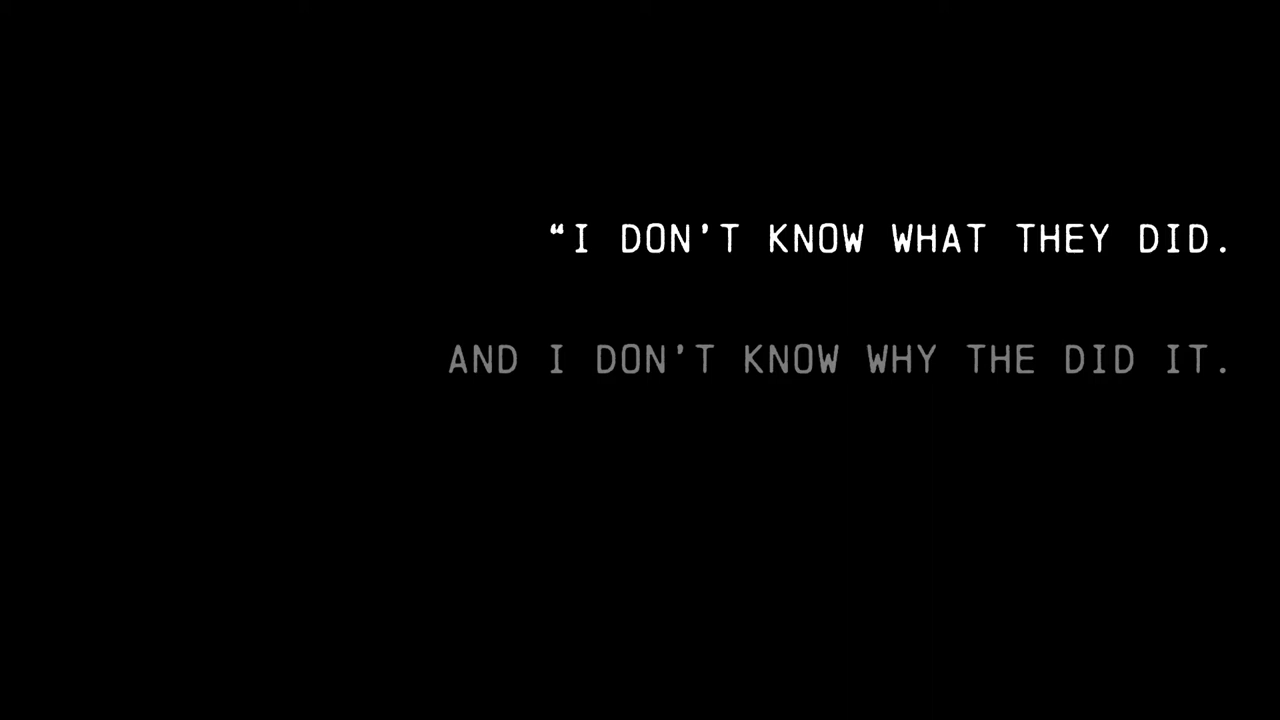 “I DON’T KNOW WHAT THEY DID.
AND I DON’T KNOW WHY THE DID IT.